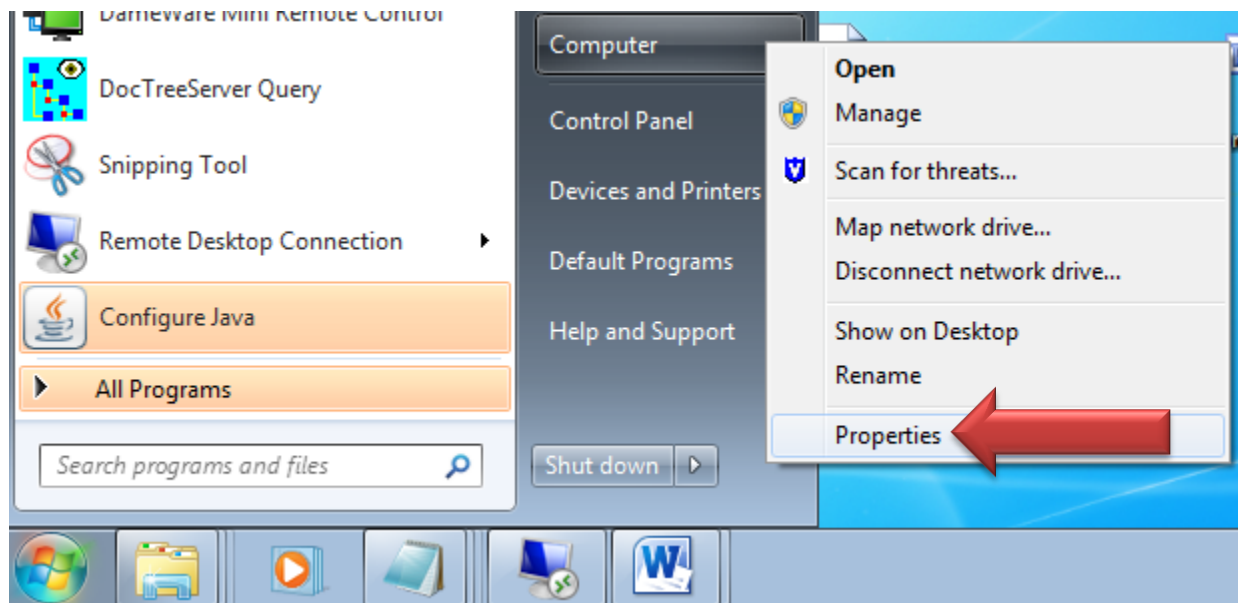 DameWare Mini Remote Control
DocTreeServer Query
Snipping Tool
Remote Desktop Connection
Configure Java
All Programs
Search programs and files
Computer
Control Panel
Devices and Printers
Default Programs
Help and Support
Shut down
Open
Manage
Scan for threats...
Map network drive...
Disconnect network drive...
Show on Desktop
Rename
Properties
W